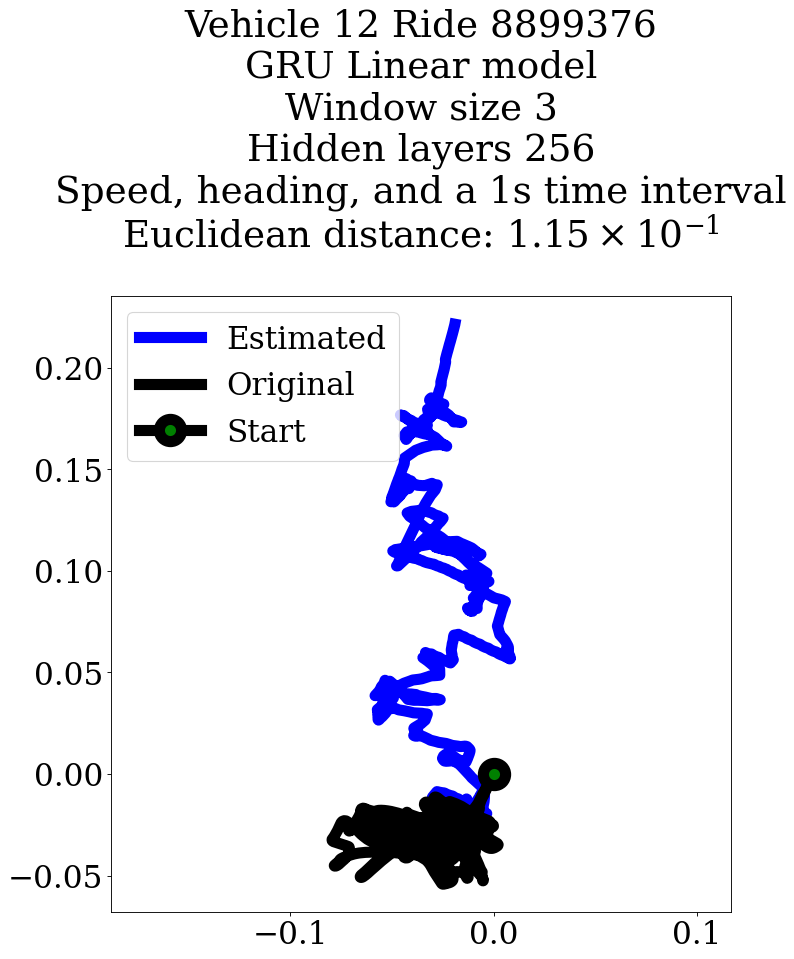 Vehicle 12 Ride 8899376
GRU Linear model
Window size 3
Hidden layers 256
Speed, heading, and a 1s time interval
Euclidean distance: 1.15 × 10⁻¹
Estimated
Original
Start
0.20
0.15
0.10
0.05
0.00
−0.05
−0.1
0.0
0.1